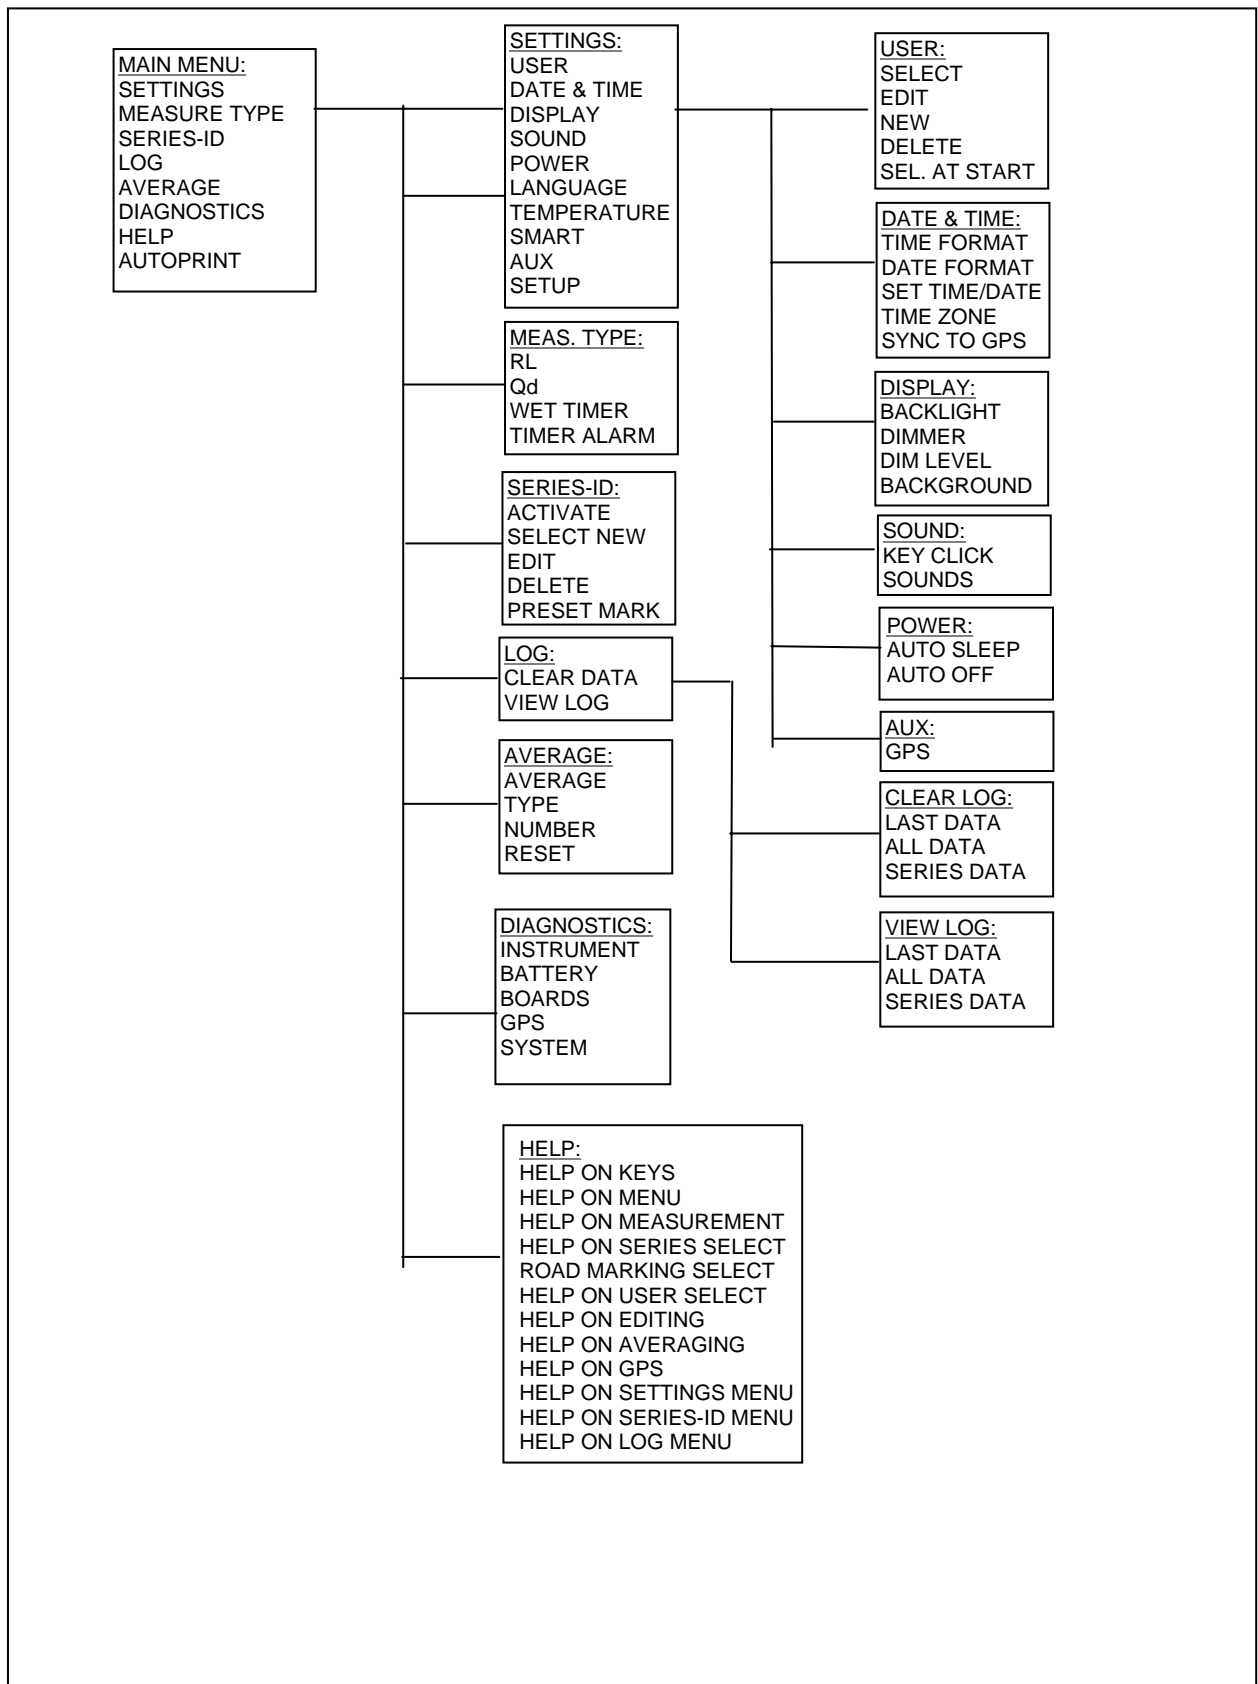 MAIN MENU:
SETTINGS
MEASURE TYPE
SERIES-ID
LOG
AVERAGE
DIAGNOSTICS
HELP
AUTOPRINT
SETTINGS:
USER
DATE & TIME
DISPLAY
SOUND
POWER
LANGUAGE
TEMPERATURE
SMART
AUX
SETUP
MEAS. TYPE:
RL
Qd
WET TIMER
TIMER ALARM
SERIES-ID:
ACTIVATE
SELECT NEW
EDIT
DELETE
PRESET MARK
LOG:
CLEAR DATA
VIEW LOG
AVERAGE:
AVERAGE
TYPE
NUMBER
RESET
DIAGNOSTICS:
INSTRUMENT
BATTERY
BOARDS
GPS
SYSTEM
HELP:
HELP ON KEYS
HELP ON MENU
HELP ON MEASUREMENT
HELP ON SERIES SELECT
ROAD MARKING SELECT
HELP ON USER SELECT
HELP ON EDITING
HELP ON AVERAGING
HELP ON GPS
HELP ON SETTINGS MENU
HELP ON SERIES-ID MENU
HELP ON LOG MENU
USER:
SELECT
EDIT
NEW
DELETE
SEL. AT START
DATE & TIME:
TIME FORMAT
DATE FORMAT
SET TIME/DATE
TIME ZONE
SYNC TO GPS
DISPLAY:
BACKLIGHT
DIMMER
DIM LEVEL
BACKGROUND
SOUND:
KEY CLICK
SOUNDS
POWER:
AUTO SLEEP
AUTO OFF
AUX:
GPS
CLEAR LOG:
LAST DATA
ALL DATA
SERIES DATA
VIEW LOG:
LAST DATA
ALL DATA
SERIES DATA